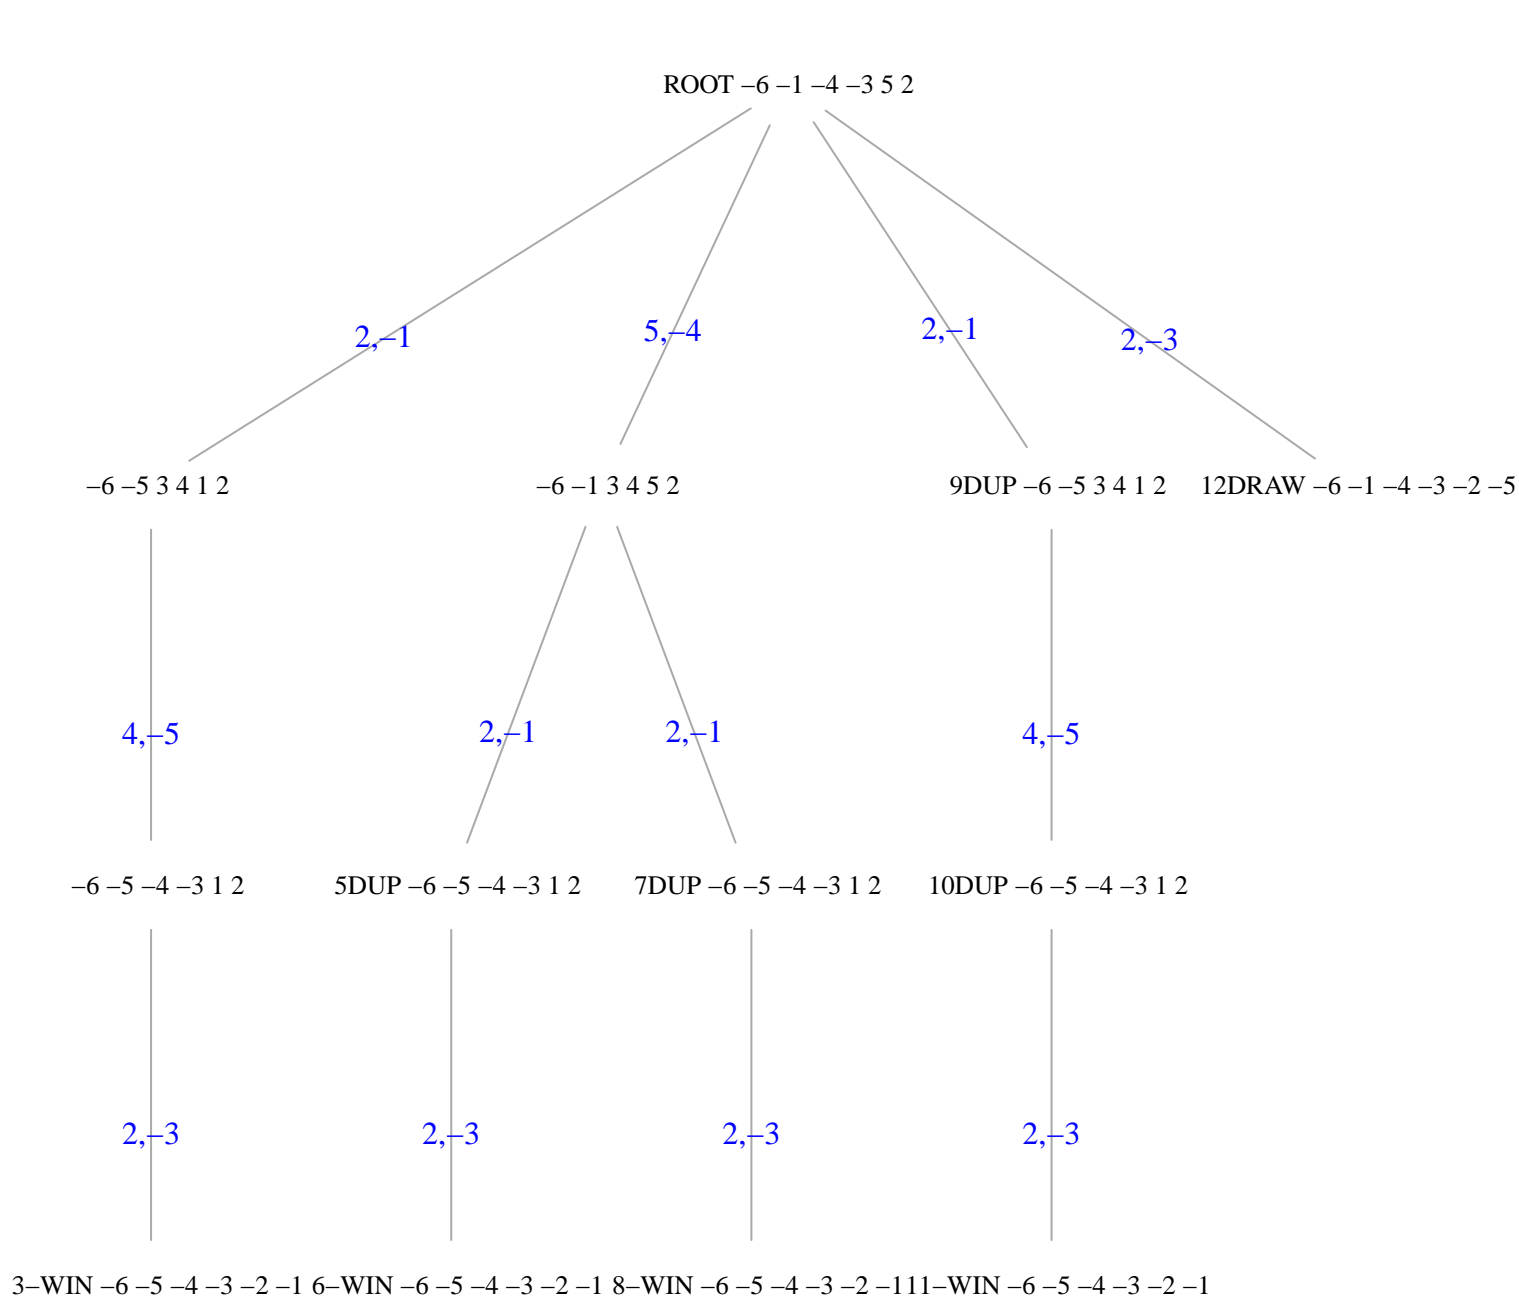 ROOT –6 –1 –4 –3 5 2
2,–1 5,–4 2,–1 2,–3
–6 –5 3 4 1 2 –6 –1 3 4 5 2 9DUP –6 –5 3 4 1 2 12DRAW –6 –1 –4 –3 –2 –5
4,–5 2,–1 2,–1 4,–5
–6 –5 –4 –3 1 2 5DUP –6 –5 –4 –3 1 2 7DUP –6 –5 –4 –3 1 2 10DUP –6 –5 –4 –3 1 2
2,–3 2,–3 2,–3 2,–3
3–WIN –6 –5 –4 –3 –2 –1 6–WIN –6 –5 –4 –3 –2 –1 8–WIN –6 –5 –4 –3 –2 –1 11–WIN –6 –5 –4 –3 –2 –1